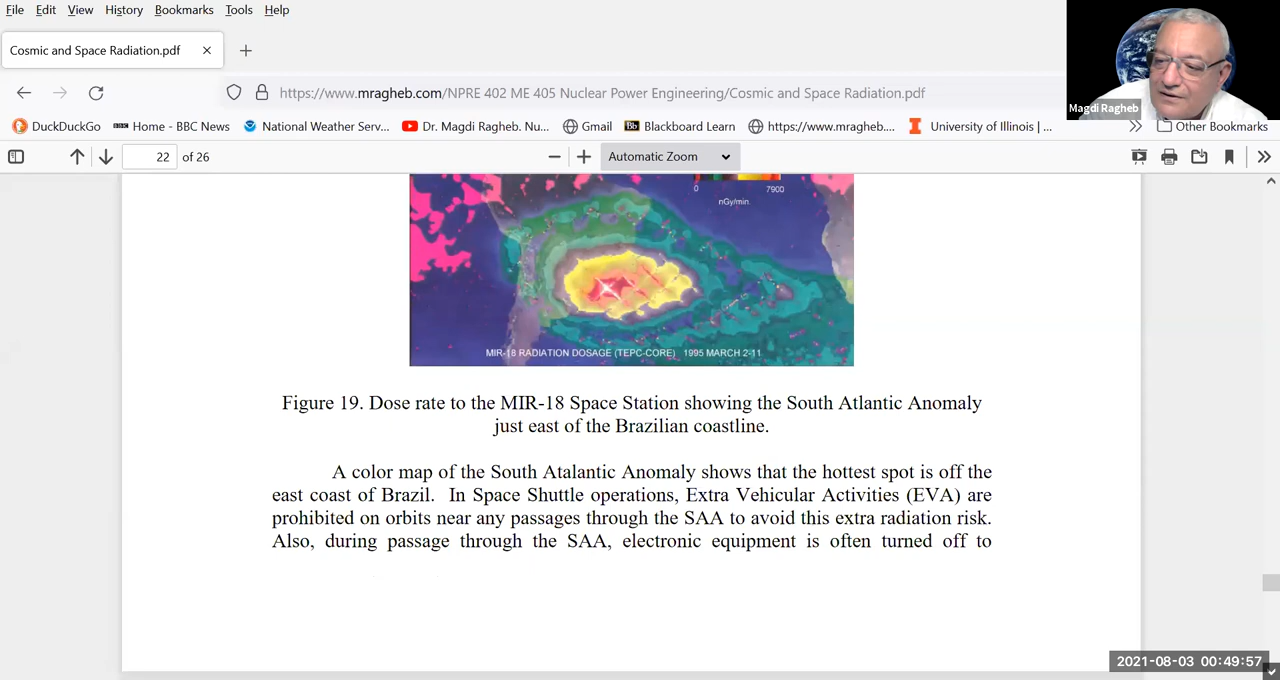 File Edit View History Bookmarks Tools Help
Cosmic and Space Radiation.pdf
https://www.mragheb.com/NPRE 402 ME 405 Nuclear Power Engineering/Cosmic and Space Radiation.pdf
Magdi Ragheb
DuckDuckGo Home - BBC News National Weather Serv... Dr. Magdi Ragheb. Nu... Gmail Blackboard Learn https://www.mragheb.... University of Illinois | ... Other Bookmarks
22 of 26 Automatic Zoom
0 7900
nGy/min.
MIR-18 RADIATION DOSAGE (TEPC-CORE) 1995 MARCH 2-11
Figure 19. Dose rate to the MIR-18 Space Station showing the South Atlantic Anomaly
just east of the Brazilian coastline.
A color map of the South Atalantic Anomaly shows that the hottest spot is off the
east coast of Brazil. In Space Shuttle operations, Extra Vehicular Activities (EVA) are
prohibited on orbits near any passages through the SAA to avoid this extra radiation risk.
Also, during passage through the SAA, electronic equipment is often turned off to
2021-08-03 00:49:57